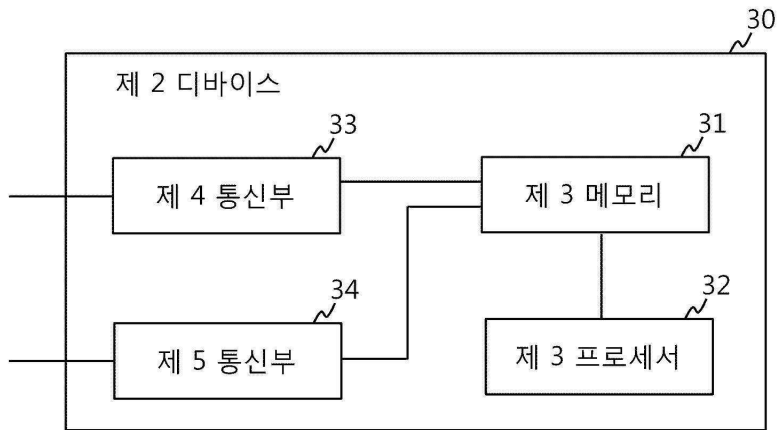 30
제 2 디바이스
33
31
제 4 통신부
제 3 메모리
34
32
제 5 통신부
제 3 프로세서